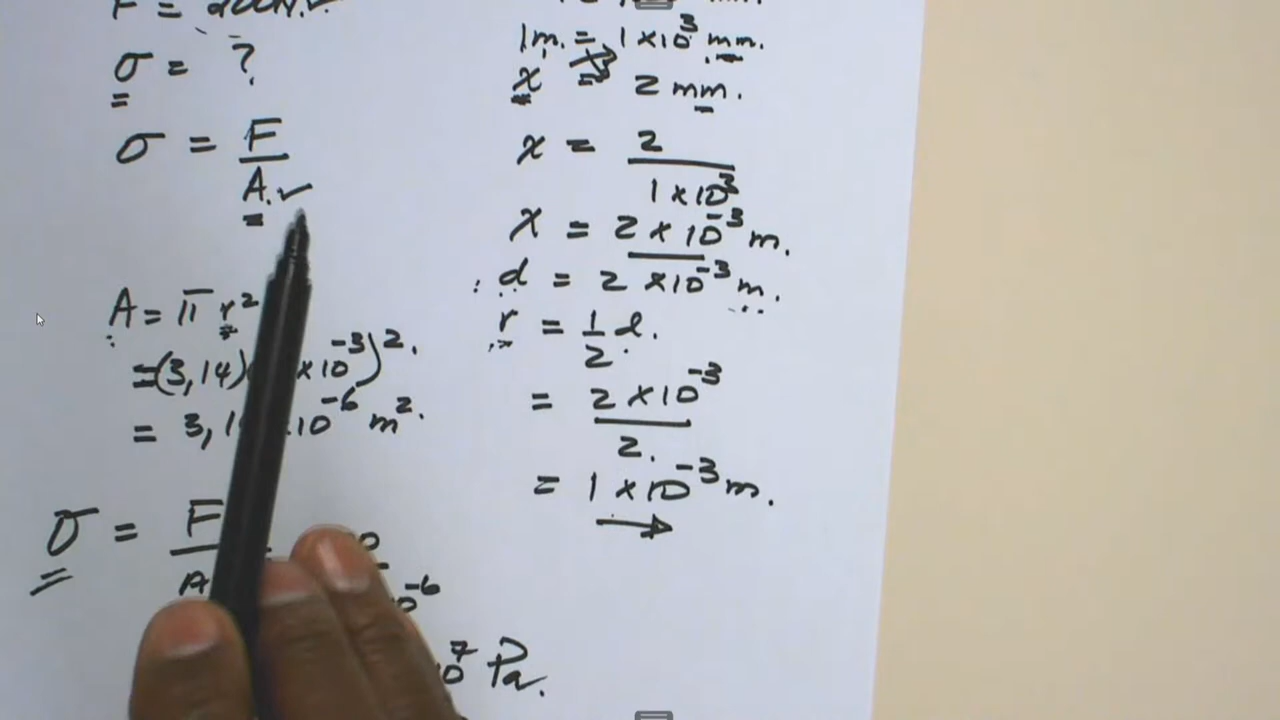 σ = ?
σ = F/A.✓
A = π r²
= (3,14) ×10⁻³)².
= 3,1 10⁻⁶ m².
σ = F/A
10⁻⁶
10⁷ Pa.
1m. = 1×10³ mm.
x ⇒ 2 mm.
x = 2/1×10³
x = 2×10⁻³ m.
d = 2×10⁻³ m.
r = 1/2 d.
= 2×10⁻³/2.
= 1×10⁻³ m.